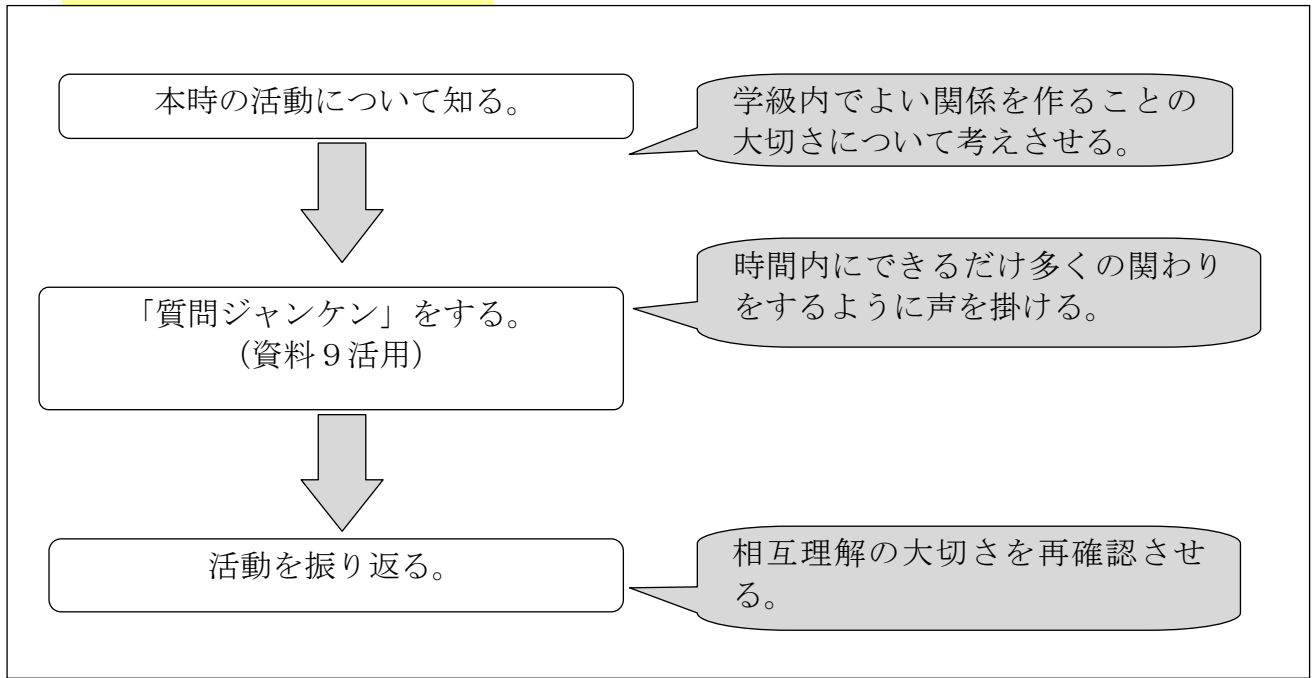 本時の活動について知る。
学級内でよい関係を作ることの
大切さについて考えさせる。
「質問ジャンケン」をする。
（資料９活用）
時間内にできるだけ多くの関わり
をするように声を掛ける。
活動を振り返る。
相互理解の大切さを再確認させ
る。